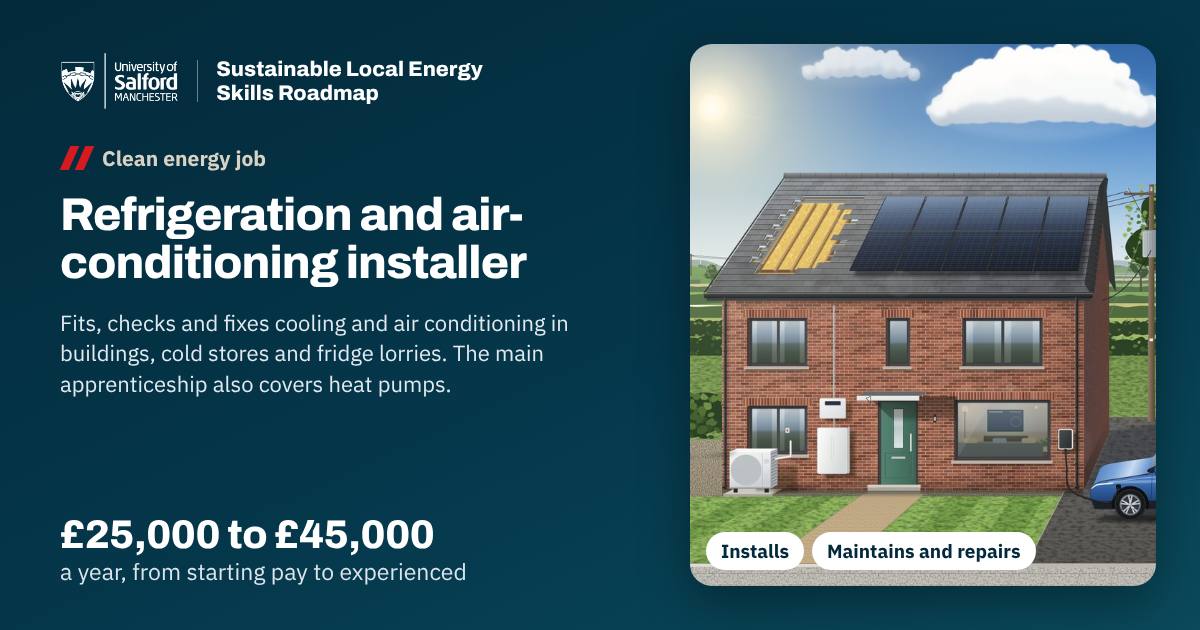 University of
Salford
MANCHESTER
Sustainable Local Energy
Skills Roadmap
Clean energy job
Refrigeration and air-
conditioning installer
Fits, checks and fixes cooling and air conditioning in
buildings, cold stores and fridge lorries. The main
apprenticeship also covers heat pumps.
£25,000 to £45,000
a year, from starting pay to experienced
Installs
Maintains and repairs